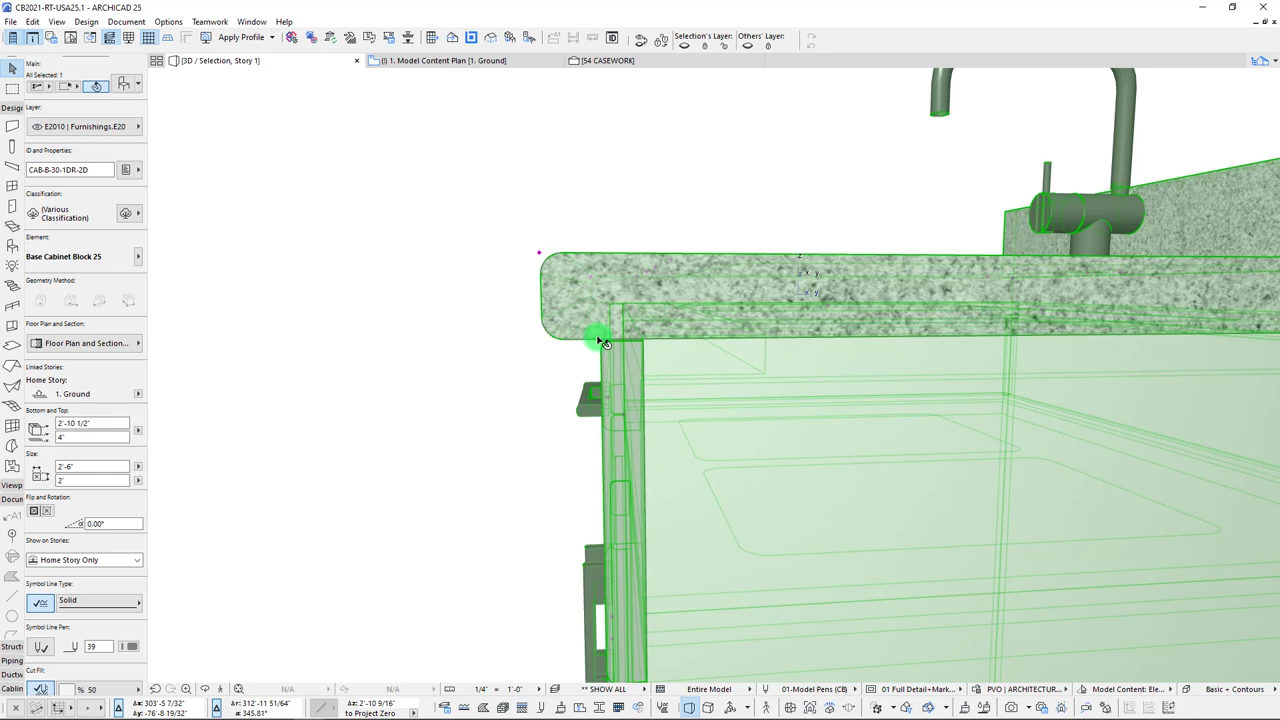 CB2021-RT-USA25.1 - ARCHICAD 25
File Edit View Design Document Options Teamwork Window Help
Apply Profile
Selection's Layer:
Others' Layer:
[3D / Selection, Story 1]
(!) 1. Model Content Plan [1. Ground]
[54 CASEWORK]
Main:
All Selected: 1
Desig
Layer:
E2010 | Furnishings.E20
ID and Properties:
CAB-B-30-1DR-2D
Classification:
(Various
Classification)
Element:
Base Cabinet Block 25
Geometry Method:
Floor Plan and Section:
Floor Plan and Section...
Linked Stories:
Home Story:
1. Ground
Bottom and Top:
2'-10 1/2"
4"
Size:
2'-6"
2'
Viewp
Docum
Flip and Rotation:
0.00°
Show on Stories:
Home Story Only
Symbol Line Type:
Solid
Symbol Line Pen:
39
Structu
Piping
Ductw
Cablin
Cut Fill:
% 50
N/A
N/A
1/4" = 1'-0"
** SHOW ALL
Entire Model
01-Model Pens (C...
01 Full Detail+Mark...
PVO | ARCHITECTUR...
Model Content: Ele...
Basic + Contours
Δx: 303'-5 7/32"
Δy: -76'-8 19/32"
Δr: 312'-11 51/64"
α: 345.81°
Δz: 2'-10 9/16"
to Project Zero